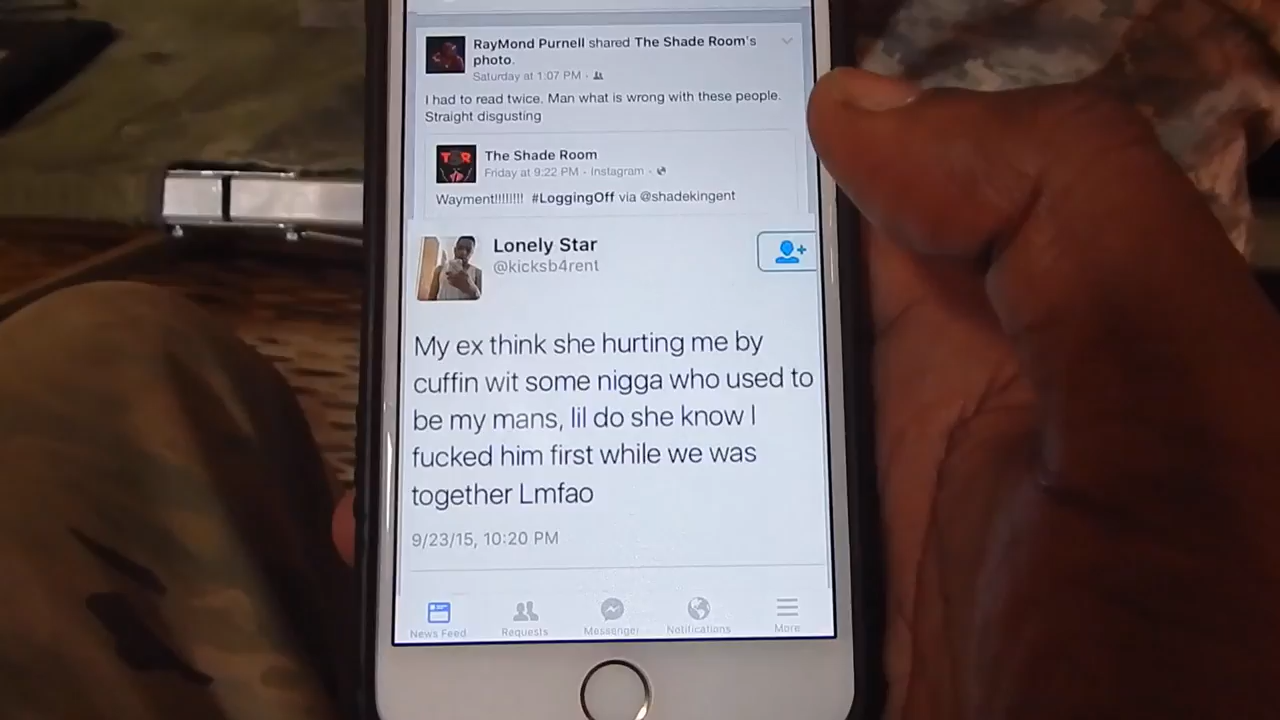 RayMond Purnell shared The Shade Room's
photo.
Saturday at 1:07 PM ·
I had to read twice. Man what is wrong with these people.
Straight disgusting
The Shade Room
Friday at 9:22 PM · Instagram ·
Wayment!!!!!!!! #LoggingOff via @shadekingent
Lonely Star
@kicksb4rent
My ex think she hurting me by
cuffin wit some nigga who used to
be my mans, lil do she know I
fucked him first while we was
together Lmfao
9/23/15, 10:20 PM
News Feed Requests Messenger Notifications More